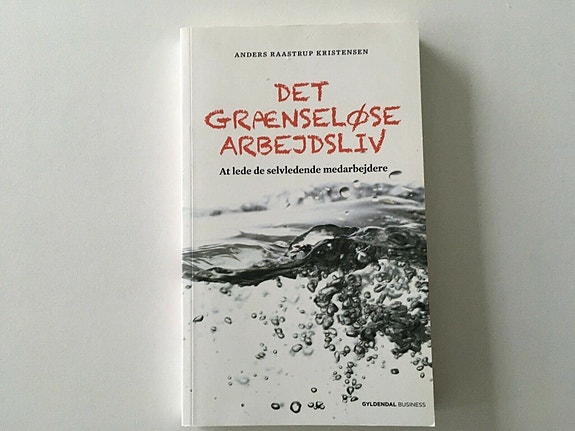 ANDERS RAASTRUP KRISTENSEN
DET
GRÆNSELØSE
ARBEJDSLIV
At lede de selvledende medarbejdere
GYLDENDAL BUSINESS